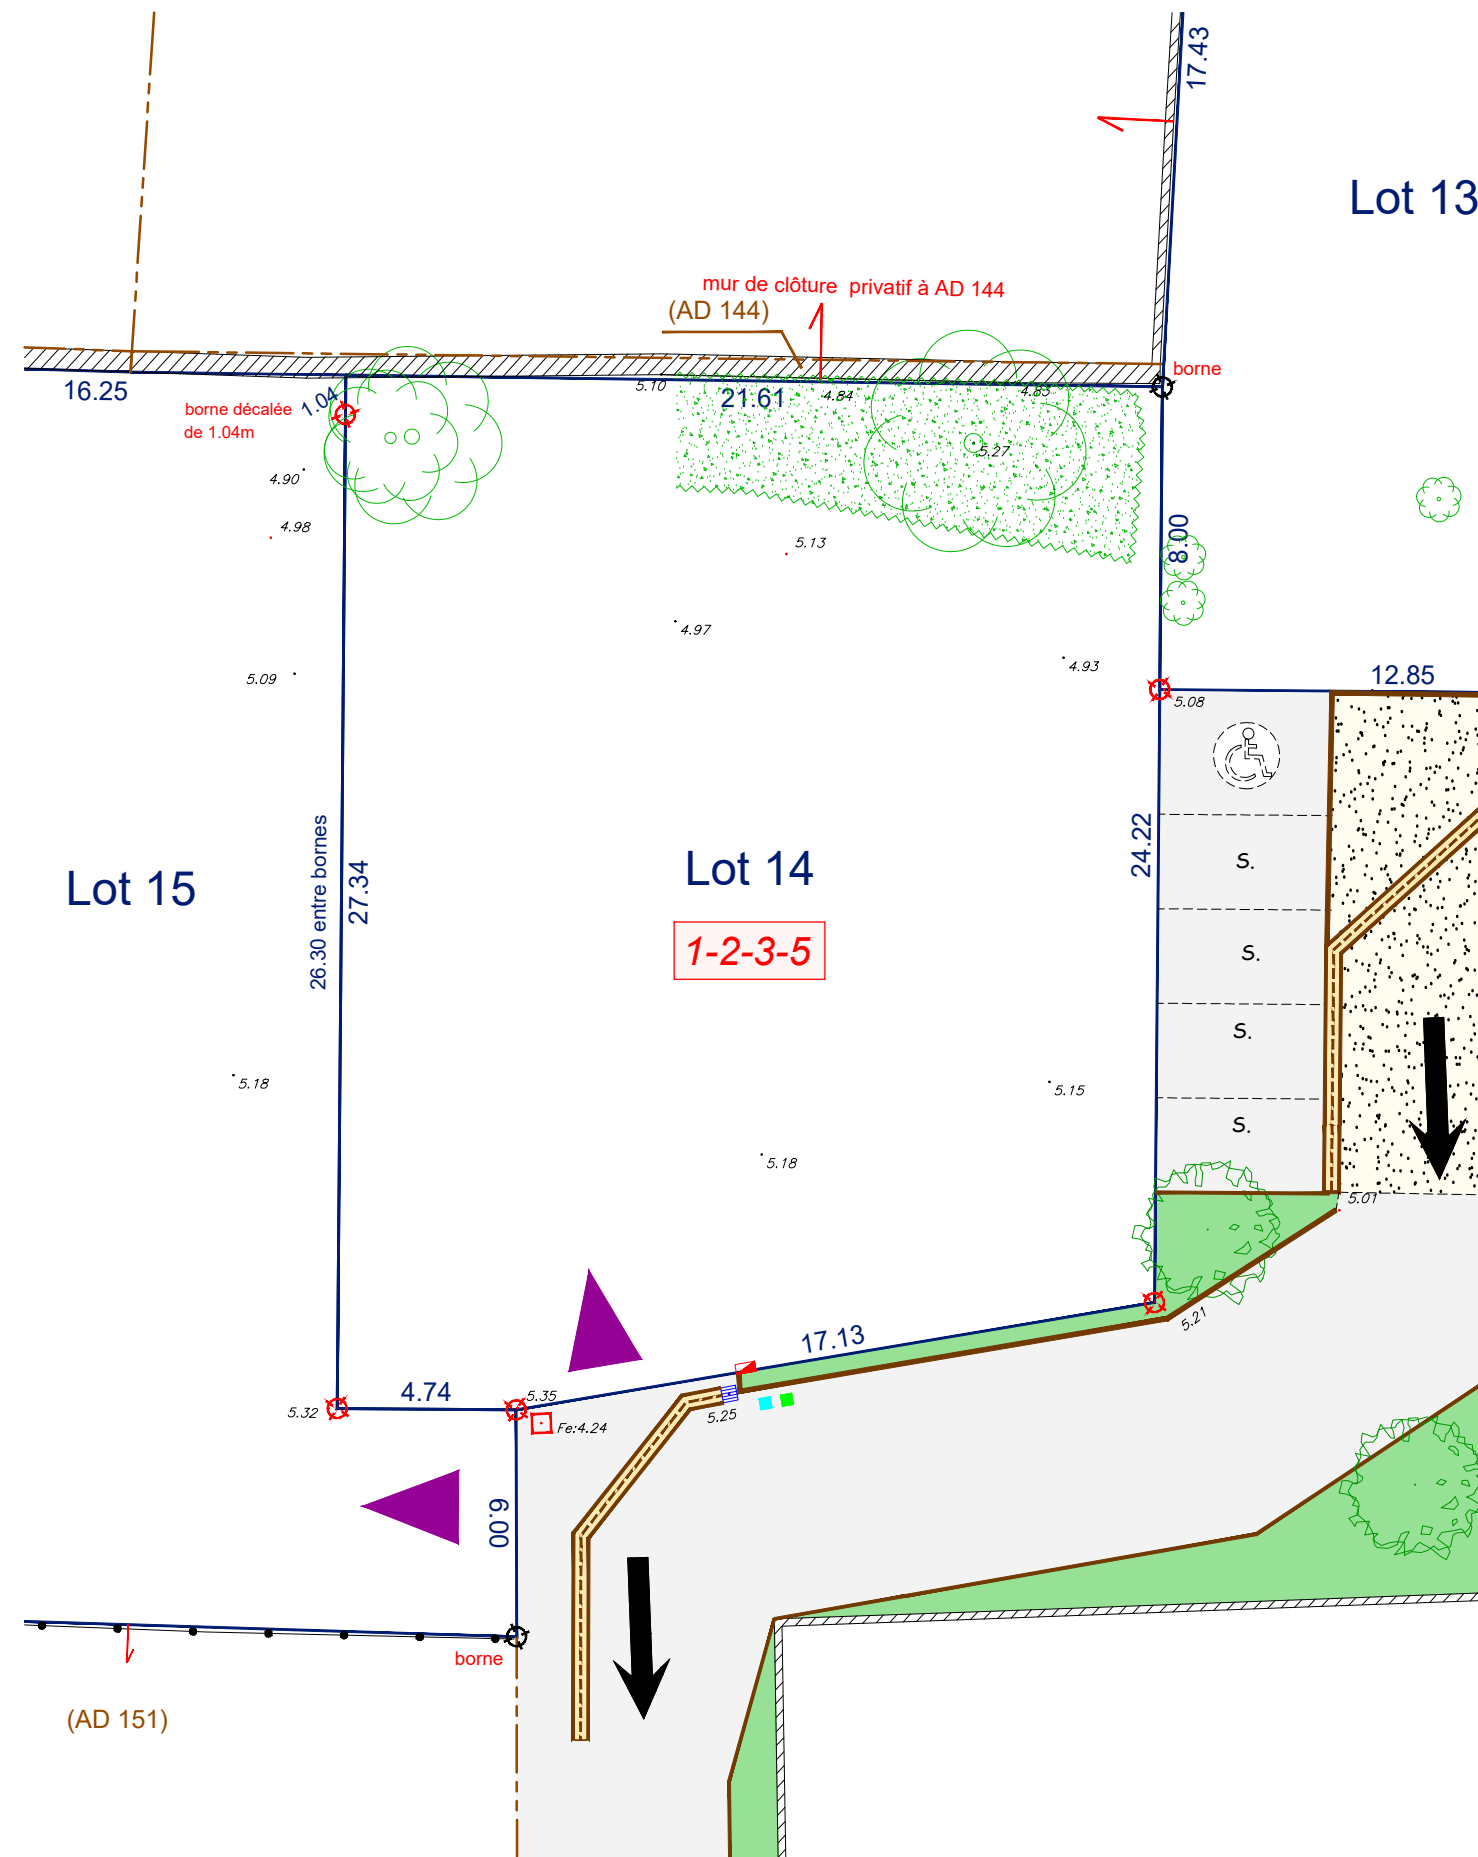 17.43
Lot 13
mur de clôture  privatif à AD 144
(AD 144)
borne
16.25
1.04
borne décalée
de 1.04m
5.10
21.61
4.84
4.85
5.27
4.90
4.98
5.13
8.00
4.97
4.93
5.09
12.85
5.08
24.22
S.
Lot 15
26.30 entre bornes
27.34
Lot 14
1-2-3-5
S.
S.
5.18
5.15
S.
5.18
5.01
5.21
17.13
4.74
5.35
5.32
5.25
Fe:4.24
6.00
borne
(AD 151)